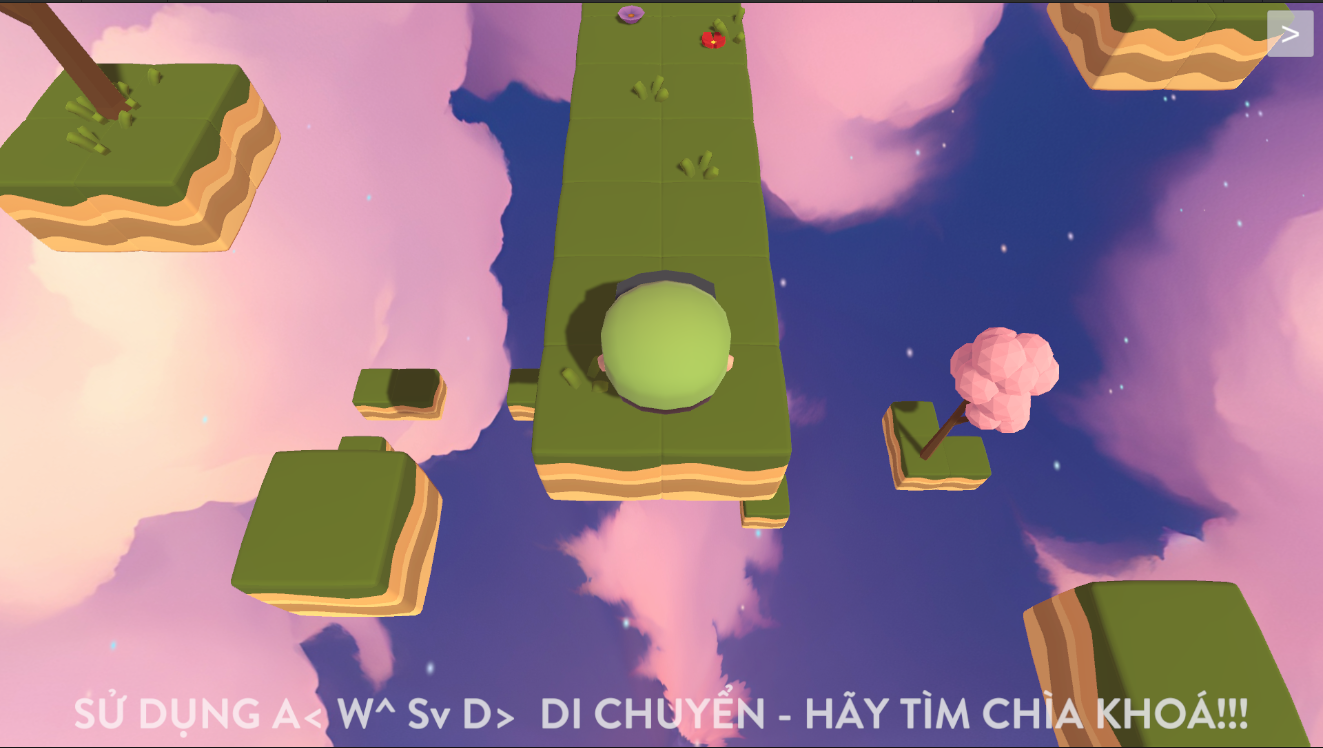 >
SỬ DỤNG A< W^ Sv D> DI CHUYỂN - HÃY TÌM CHÌA KHOÁ!!!